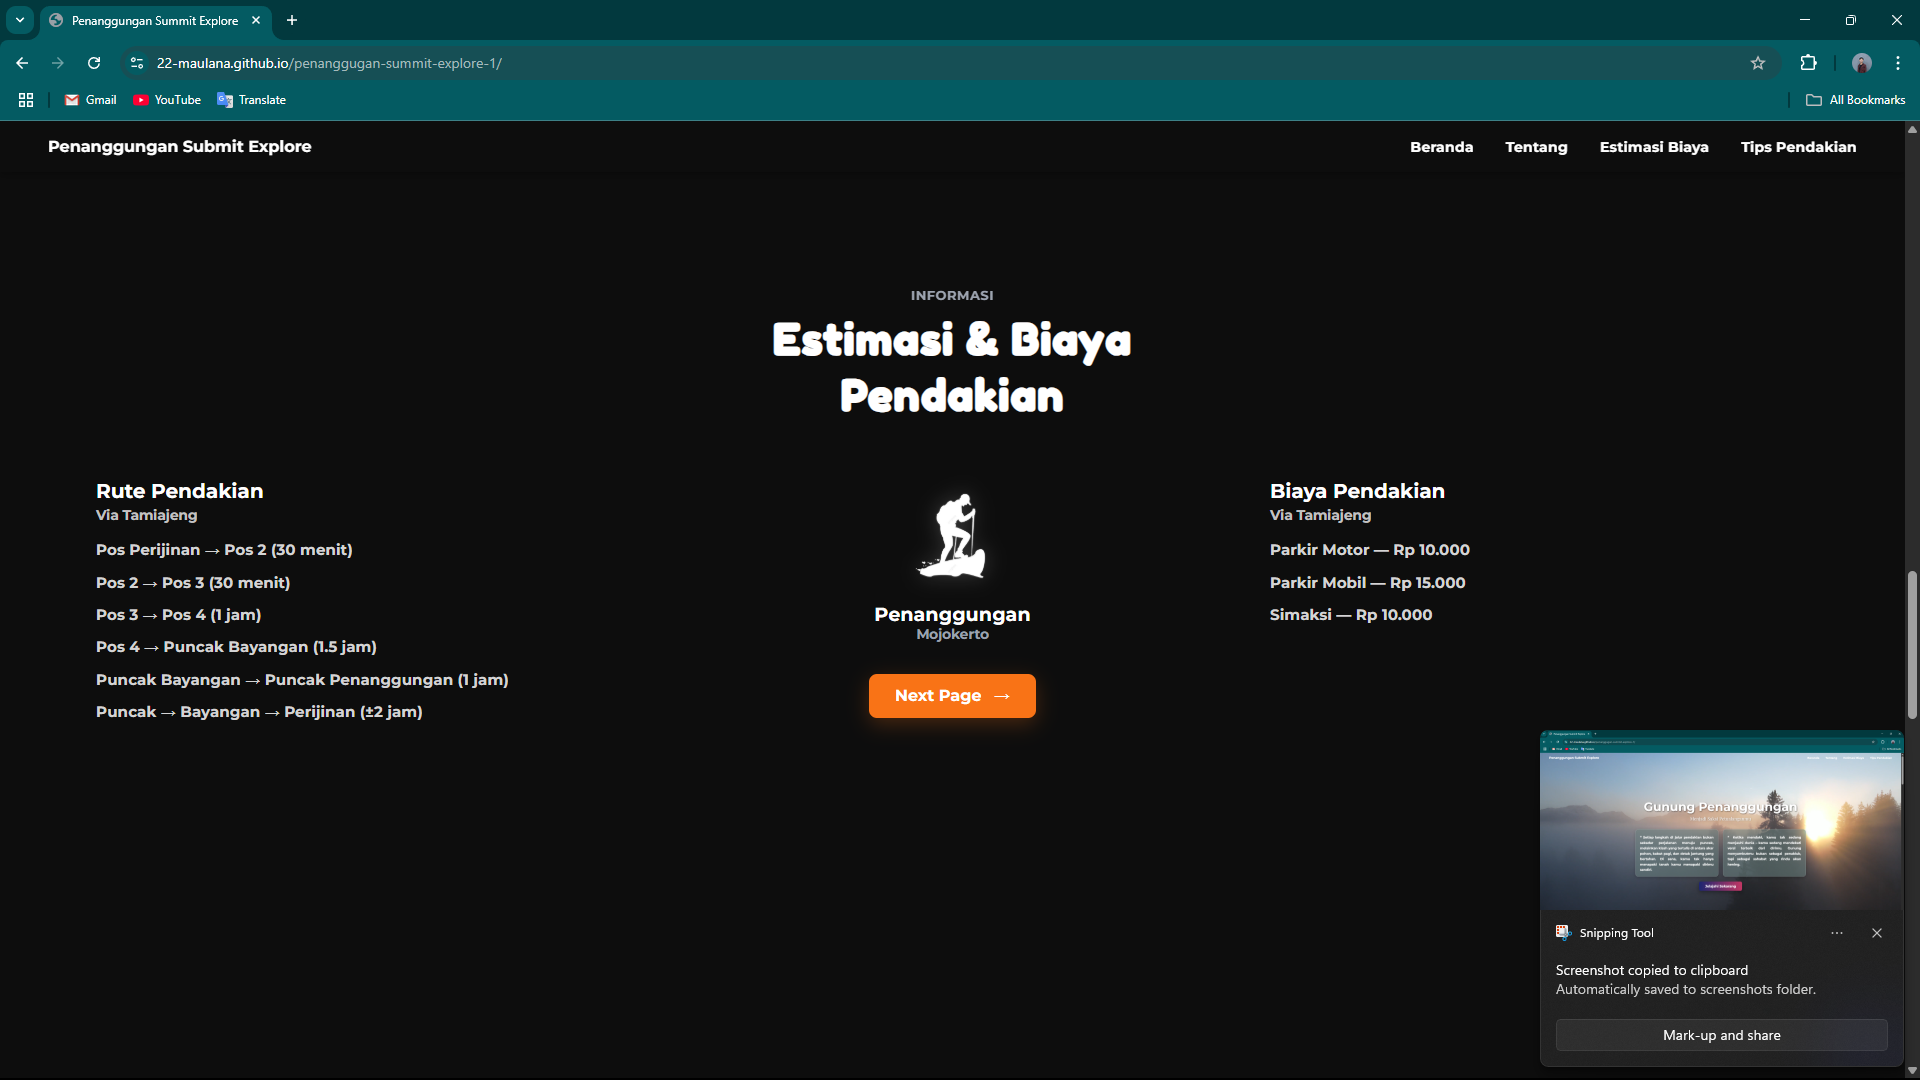 Penanggungan Summit Explore
22-maulana.github.io/penanggugan-summit-explore-1/
Gmail
YouTube
Translate
All Bookmarks
Penanggungan Submit Explore
Beranda
Tentang
Estimasi Biaya
Tips Pendakian
INFORMASI
Estimasi & Biaya
Pendakian
Rute Pendakian
Via Tamiajeng
Pos Perijinan → Pos 2 (30 menit)
Pos 2 → Pos 3 (30 menit)
Pos 3 → Pos 4 (1 jam)
Pos 4 → Puncak Bayangan (1.5 jam)
Puncak Bayangan → Puncak Penanggungan (1 jam)
Puncak → Bayangan → Perijinan (±2 jam)
Penanggungan
Mojokerto
Next Page →
Biaya Pendakian
Via Tamiajeng
Parkir Motor — Rp 10.000
Parkir Mobil — Rp 15.000
Simaksi — Rp 10.000
Gunung Penanggungan
Snipping Tool
Screenshot copied to clipboard
Automatically saved to screenshots folder.
Mark-up and share